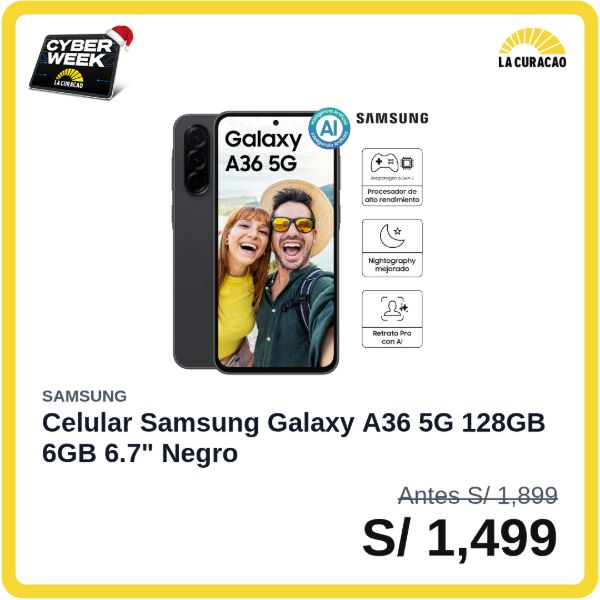 CYBER
WEEK
LA CURACAO
LA CURACAO
Galaxy
A36 5G
AI
SAMSUNG
Procesador de
alto rendimiento
Nightography
mejorado
Retrato Pro
con AI
SAMSUNG
Celular Samsung Galaxy A36 5G 128GB
6GB 6.7" Negro
Antes S/ 1,899
S/ 1,499